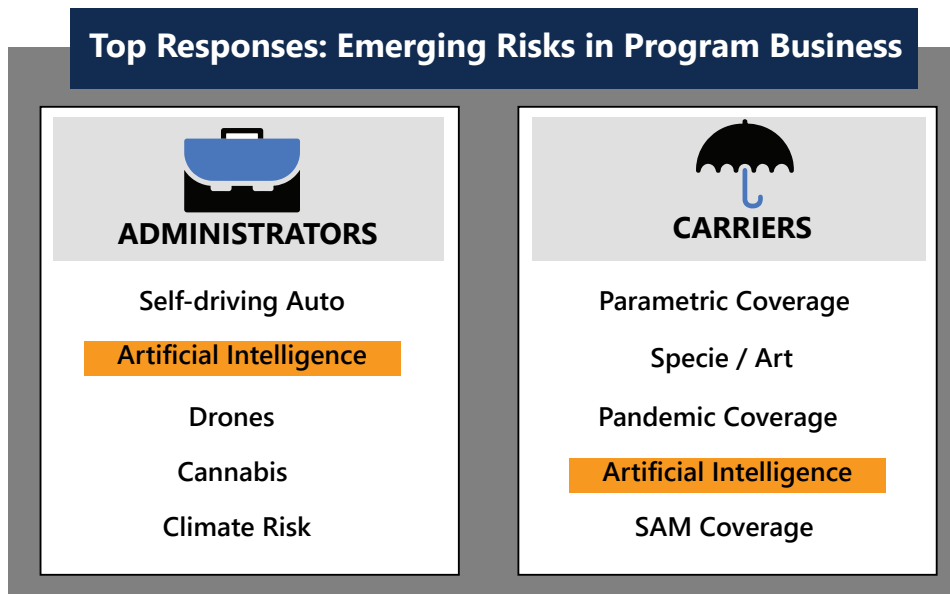 Top Responses: Emerging Risks in Program Business
ADMINISTRATORS
Self-driving Auto
Artificial Intelligence
Drones
Cannabis
Climate Risk
CARRIERS
Parametric Coverage
Specie / Art
Pandemic Coverage
Artificial Intelligence
SAM Coverage